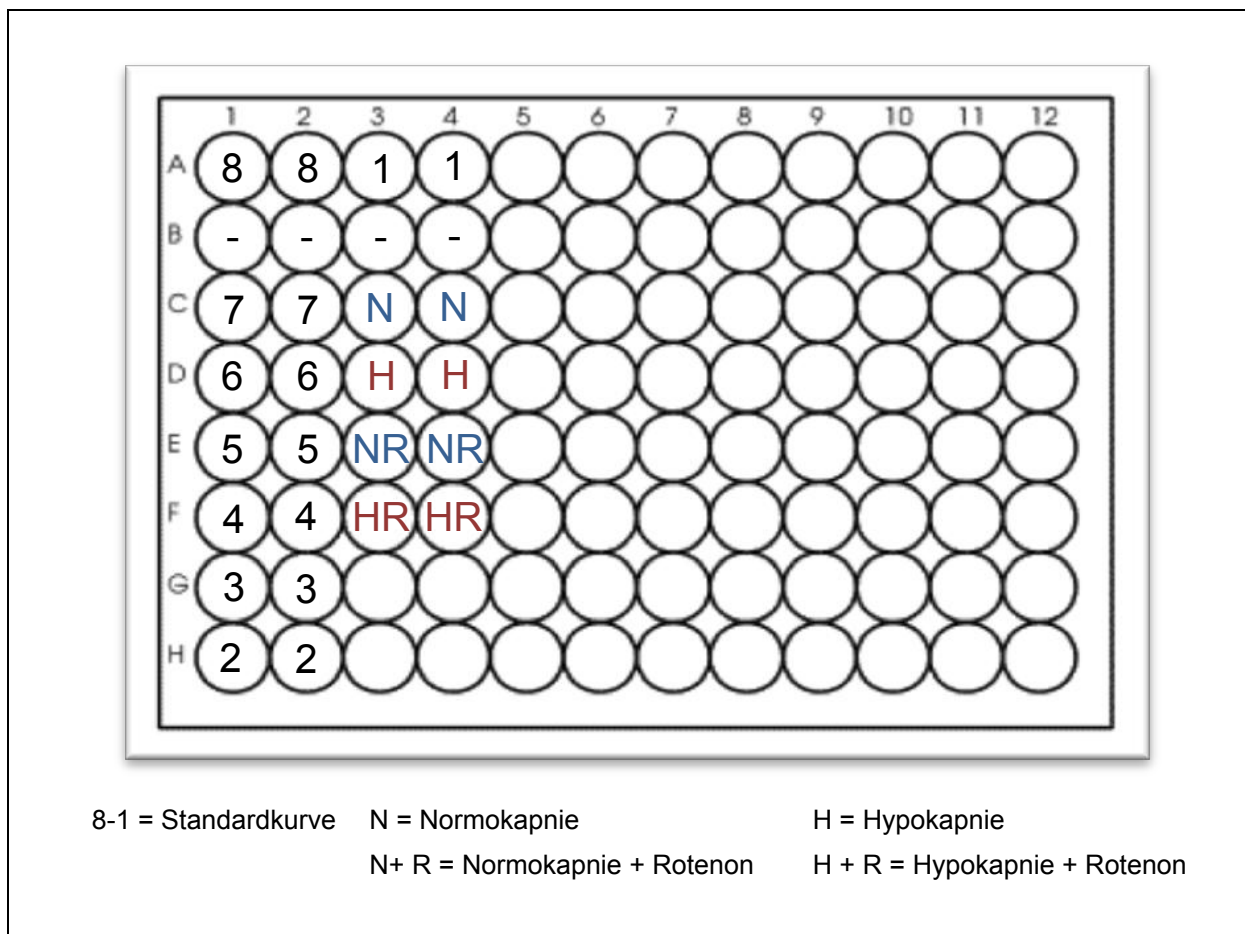 1 2 3 4 5 6 7 8 9 10 11 12
A 8 8 1 1
B - - - -
C 7 7 N N
D 6 6 H H
E 5 5 NR NR
F 4 4 HR HR
G 3 3
H 2 2
8-1 = Standardkurve N = Normokapnie H = Hypokapnie
N+ R = Normokapnie + Rotenon H + R = Hypokapnie + Rotenon